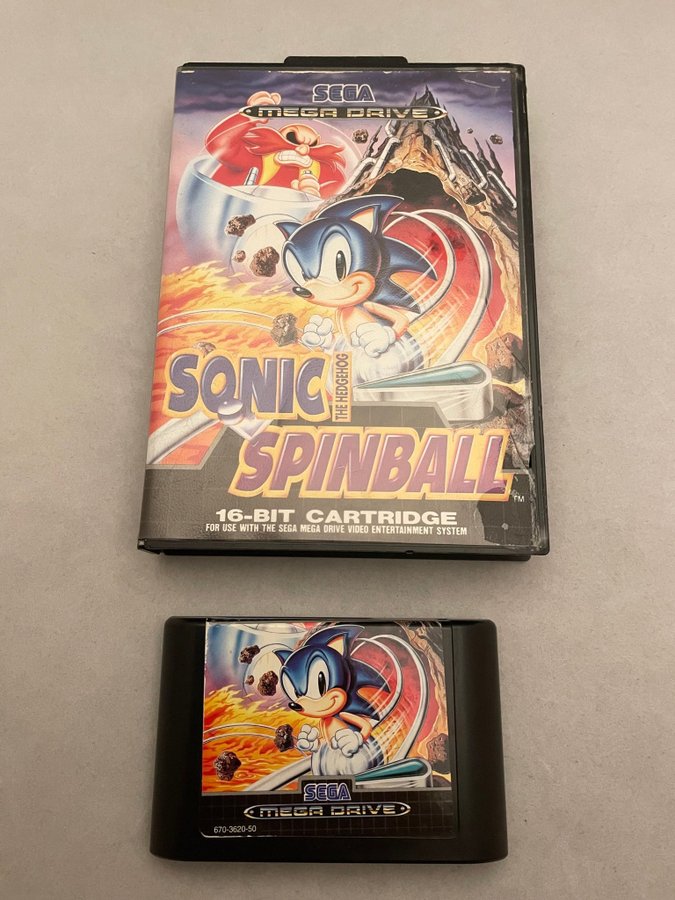 SEGA
MEGA DRIVE
SONIC
THE HEDGEHOG
SPINBALL
TM
16-BIT CARTRIDGE
FOR USE WITH THE SEGA MEGA DRIVE VIDEO ENTERTAINMENT SYSTEM
SEGA
MEGA DRIVE
670-3620-50